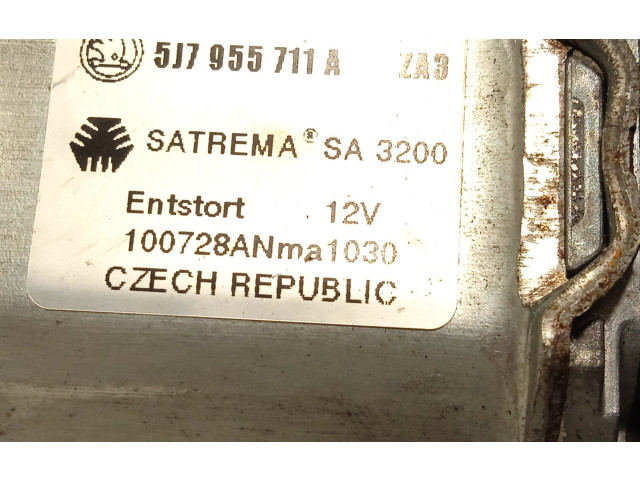 5J7 955 711 A ZA3
SATREMA® SA 3200
Entstort 12V
100728ANma1030
CZECH REPUBLIC